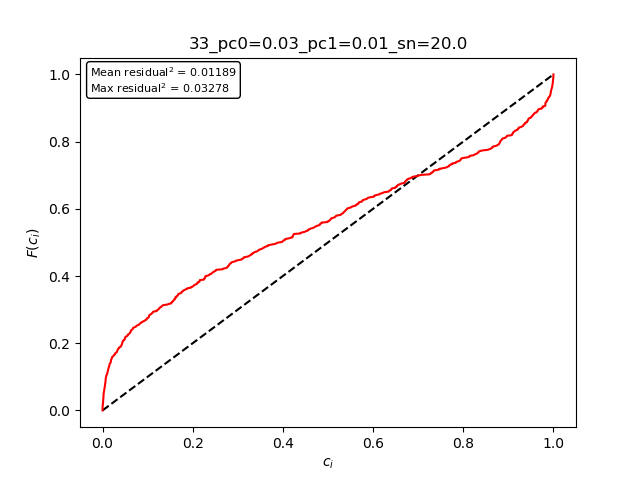 33_pc0=0.03_pc1=0.01_sn=20.0
Mean residual² = 0.01189
Max residual² = 0.03278
1.0
0.8
0.6
0.4
0.2
0.0
F(cᵢ)
0.0 0.2 0.4 0.6 0.8 1.0
cᵢ